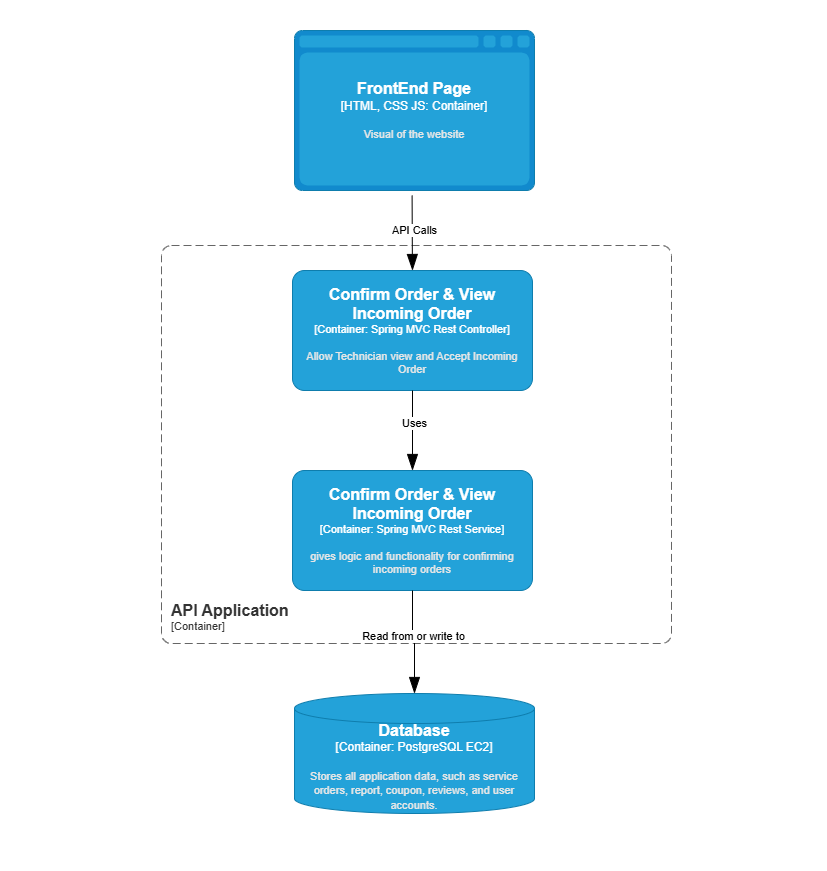 FrontEnd Page
[HTML, CSS JS: Container]
Visual of the website
API Calls
Confirm Order & View
Incoming Order
[Container: Spring MVC Rest Controller]
Allow Technician view and Accept Incoming
Order
Uses
Confirm Order & View
Incoming Order
[Container: Spring MVC Rest Service]
gives logic and functionality for confirming
incoming orders
API Application
[Container]
Read from or write to
Database
[Container: PostgreSQL EC2]
Stores all application data, such as service
orders, report, coupon, reviews, and user
accounts.